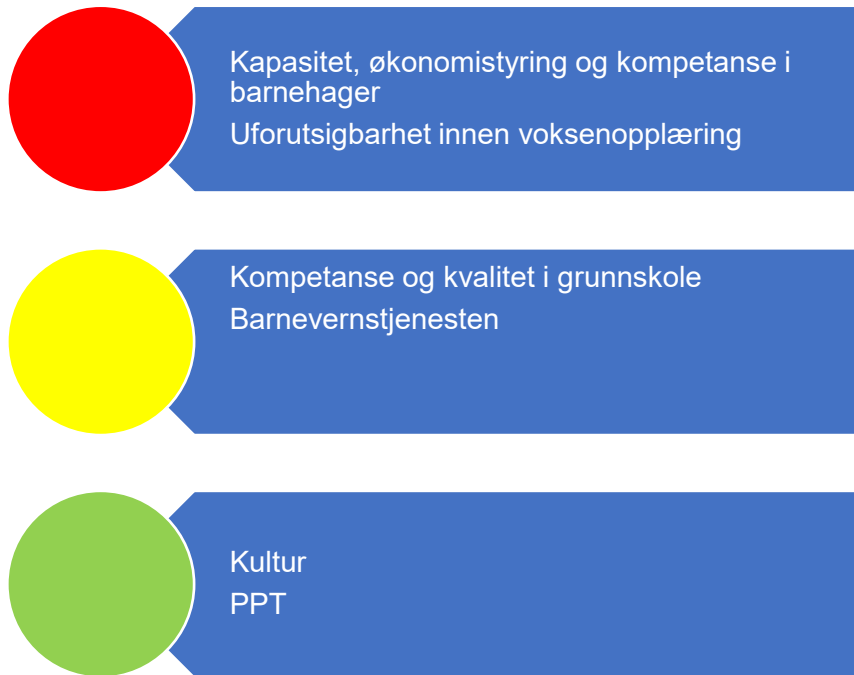 Kapasitet, økonomistyring og kompetanse i
barnehager
Uforutsigbarhet innen voksenopplæring
Kompetanse og kvalitet i grunnskole
Barnevernstjenesten
Kultur
PPT